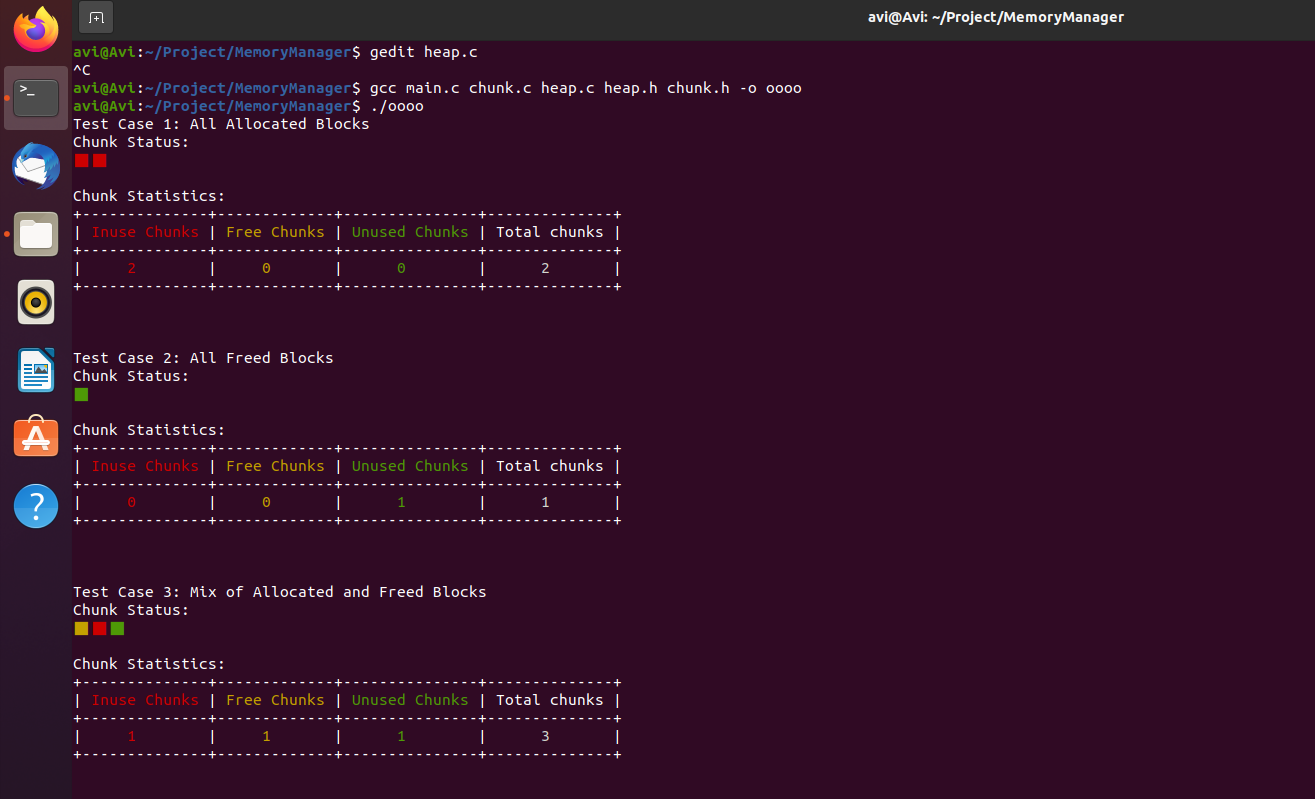 avi@Avi: ~/Project/MemoryManager
avi@Avi:~/Project/MemoryManager$ gedit heap.c
^C
avi@Avi:~/Project/MemoryManager$ gcc main.c chunk.c heap.c heap.h chunk.h -o oooo
avi@Avi:~/Project/MemoryManager$ ./oooo
Test Case 1: All Allocated Blocks
Chunk Status:
■ ■
Chunk Statistics:
+--------------+-------------+---------------+--------------+
| Inuse Chunks | Free Chunks | Unused Chunks | Total chunks |
+--------------+-------------+---------------+--------------+
|     2        |     0       |      0        |      2       |
+--------------+-------------+---------------+--------------+
Test Case 2: All Freed Blocks
Chunk Status:
■
Chunk Statistics:
+--------------+-------------+---------------+--------------+
| Inuse Chunks | Free Chunks | Unused Chunks | Total chunks |
+--------------+-------------+---------------+--------------+
|     0        |     0       |      1        |      1       |
+--------------+-------------+---------------+--------------+
Test Case 3: Mix of Allocated and Freed Blocks
Chunk Status:
■ ■ ■
Chunk Statistics:
+--------------+-------------+---------------+--------------+
| Inuse Chunks | Free Chunks | Unused Chunks | Total chunks |
+--------------+-------------+---------------+--------------+
|     1        |     1       |      1        |      3       |
+--------------+-------------+---------------+--------------+